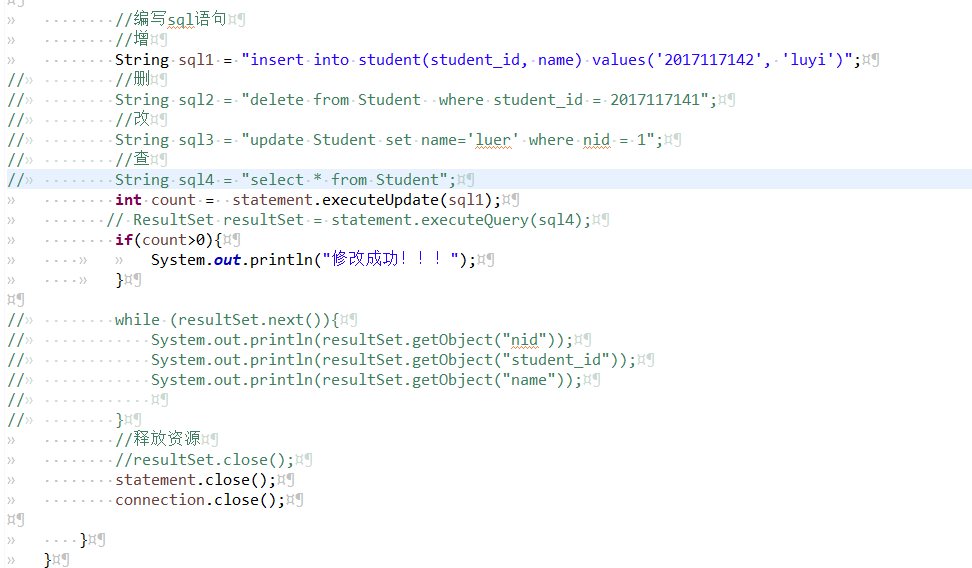 //编写sql语句
//增
String sql1 = "insert into student(student_id, name) values('2017117142', 'luyi')";
// //删
// String sql2 = "delete from Student  where student_id = 2017117141";
// //改
// String sql3 = "update Student set name='luer' where nid = 1";
// //查
// String sql4 = "select * from Student";
int count =  statement.executeUpdate(sql1);
// ResultSet resultSet = statement.executeQuery(sql4);
if(count>0){
System.out.println("修改成功！！！");
}
// while (resultSet.next()){
// System.out.println(resultSet.getObject("nid"));
// System.out.println(resultSet.getObject("student_id"));
// System.out.println(resultSet.getObject("name"));
//
// }
//释放资源
//resultSet.close();
statement.close();
connection.close();
}
}